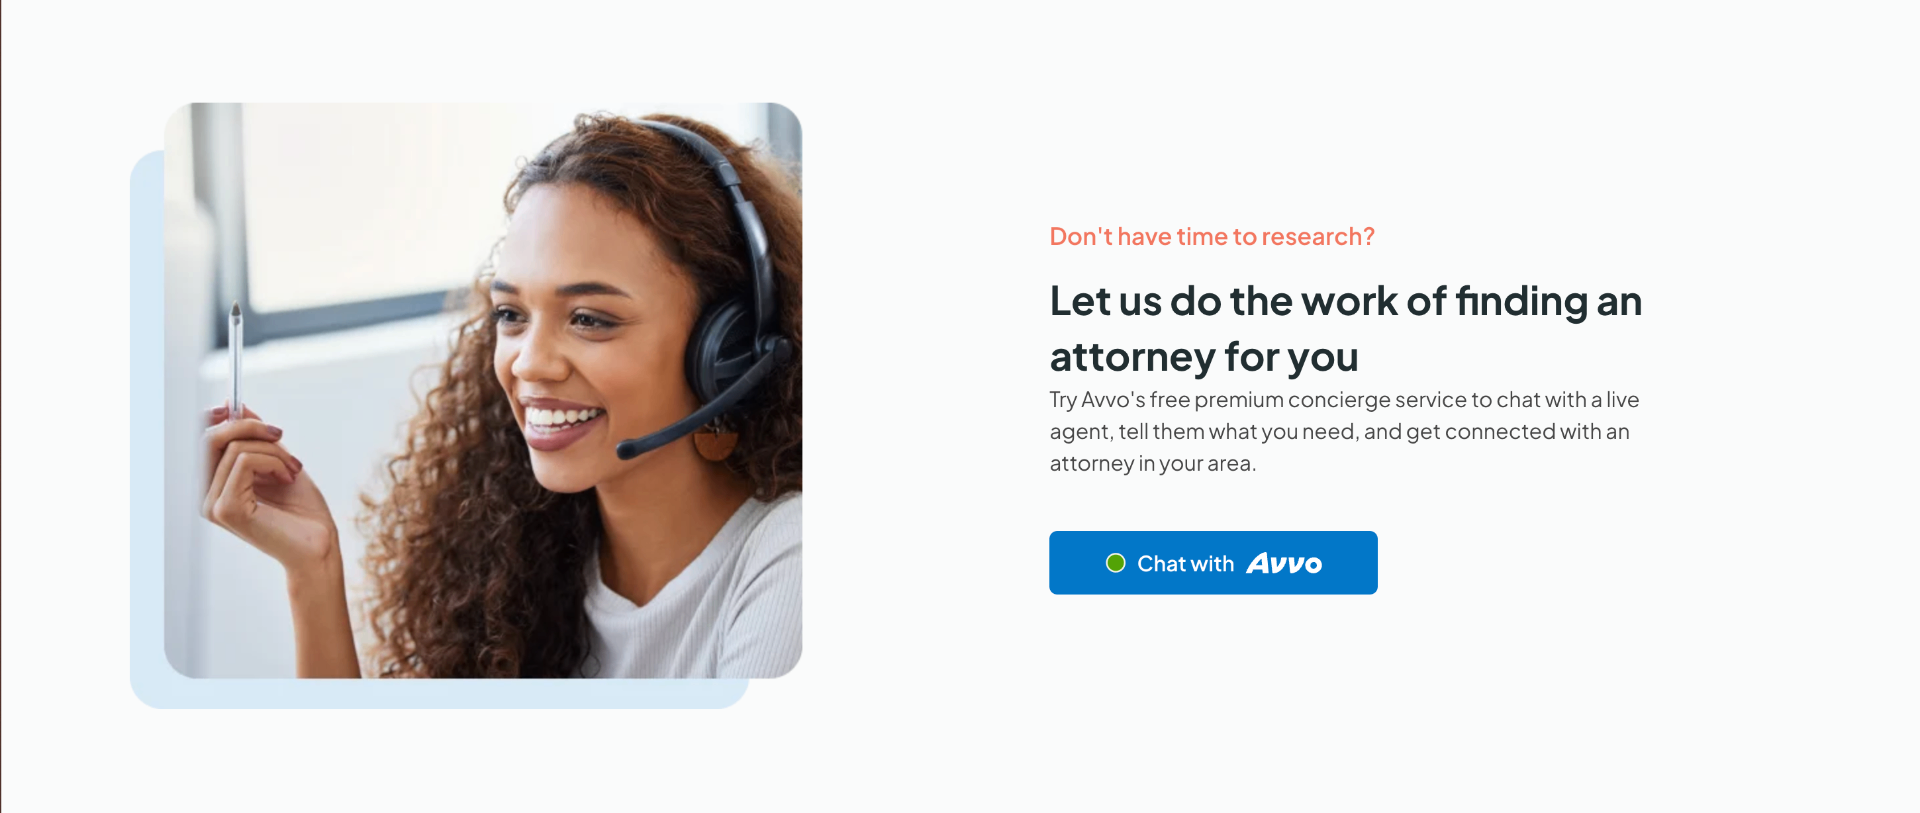 Don't have time to research?
Let us do the work of finding an
attorney for you
Try Avvo's free premium concierge service to chat with a live
agent, tell them what you need, and get connected with an
attorney in your area.
Chat with Avvo